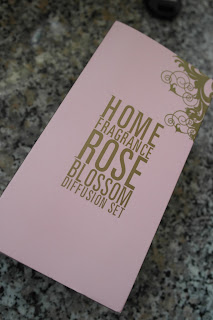 HOME
FRAGRANCE
ROSE
BLOSSOM
DIFFUSION SET